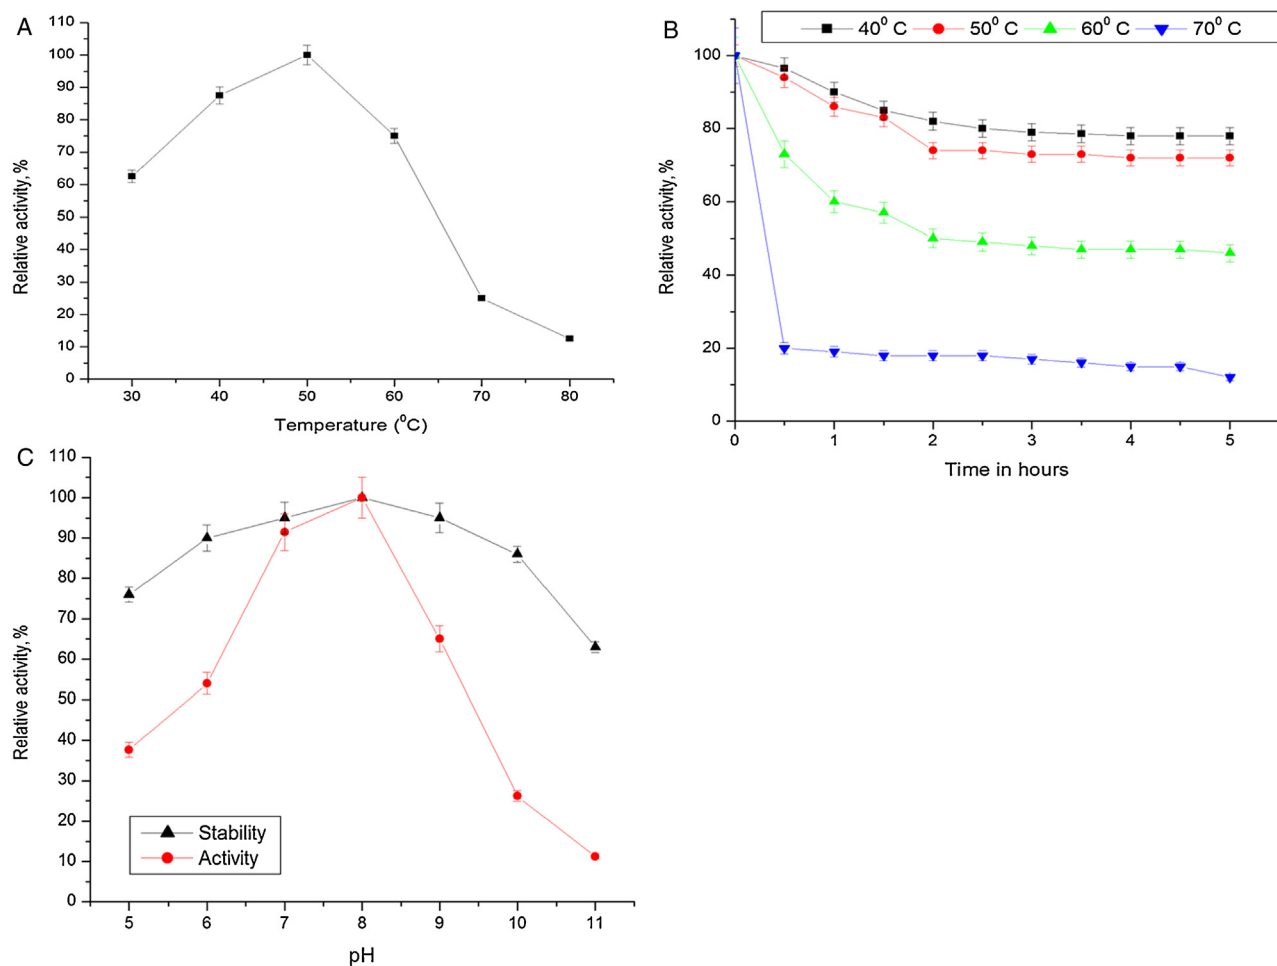 A
110
100
90
80
70
60
50
40
30
20
10
0
Relative activity, %
30 40 50 60 70 80
Temperature (⁰C)
B
40⁰ C 50⁰ C 60⁰ C 70⁰ C
100
80
60
40
20
0
Relative activity, %
0 1 2 3 4 5
Time in hours
C
110
100
90
80
70
60
50
40
30
20
10
0
Relative activity, %
Stability
Activity
5 6 7 8 9 10 11
pH